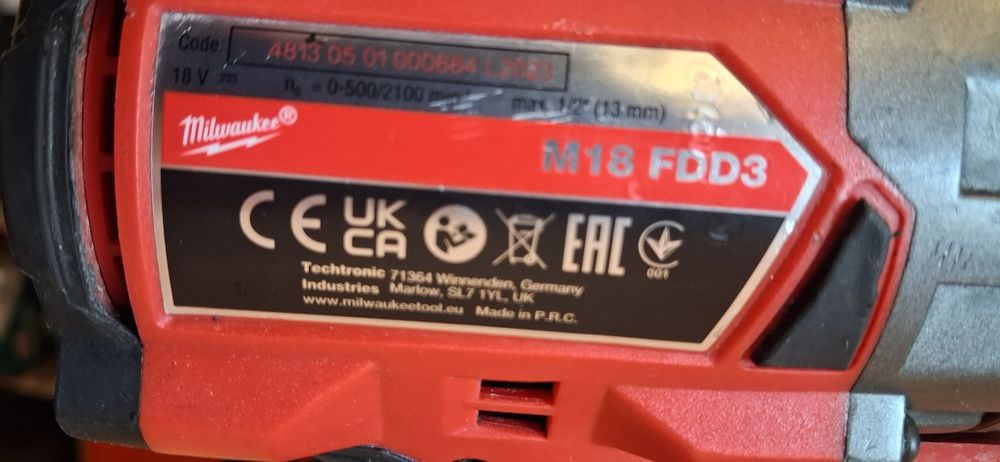 Code: 4813 05 01 000684 L2023
18 V n₀ = 0-500/2100 min max. 1/2" (13 mm)
Milwaukee®
M18 FDD3
CE UK CA EAC
001
Techtronic Industries
71364 Winnenden, Germany
Marlow, SL7 1YL, UK
www.milwaukeetool.eu Made in P.R.C.